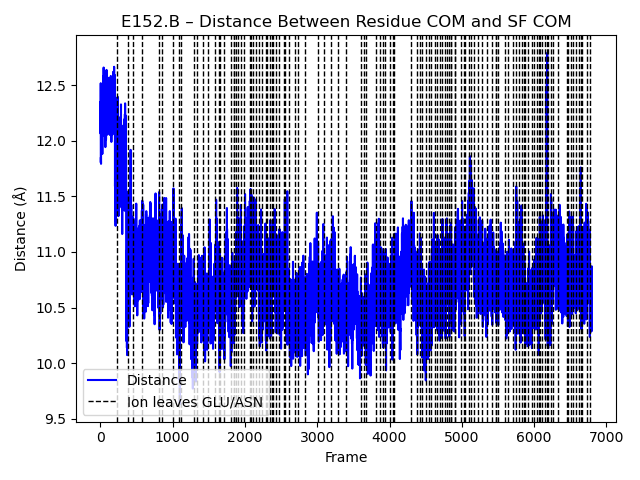 E152.B – Distance Between Residue COM and SF COM
Distance (Å)
12.5
12.0
11.5
11.0
10.5
10.0
9.5
Distance
Ion leaves GLU/ASN
0 1000 2000 3000 4000 5000 6000 7000
Frame